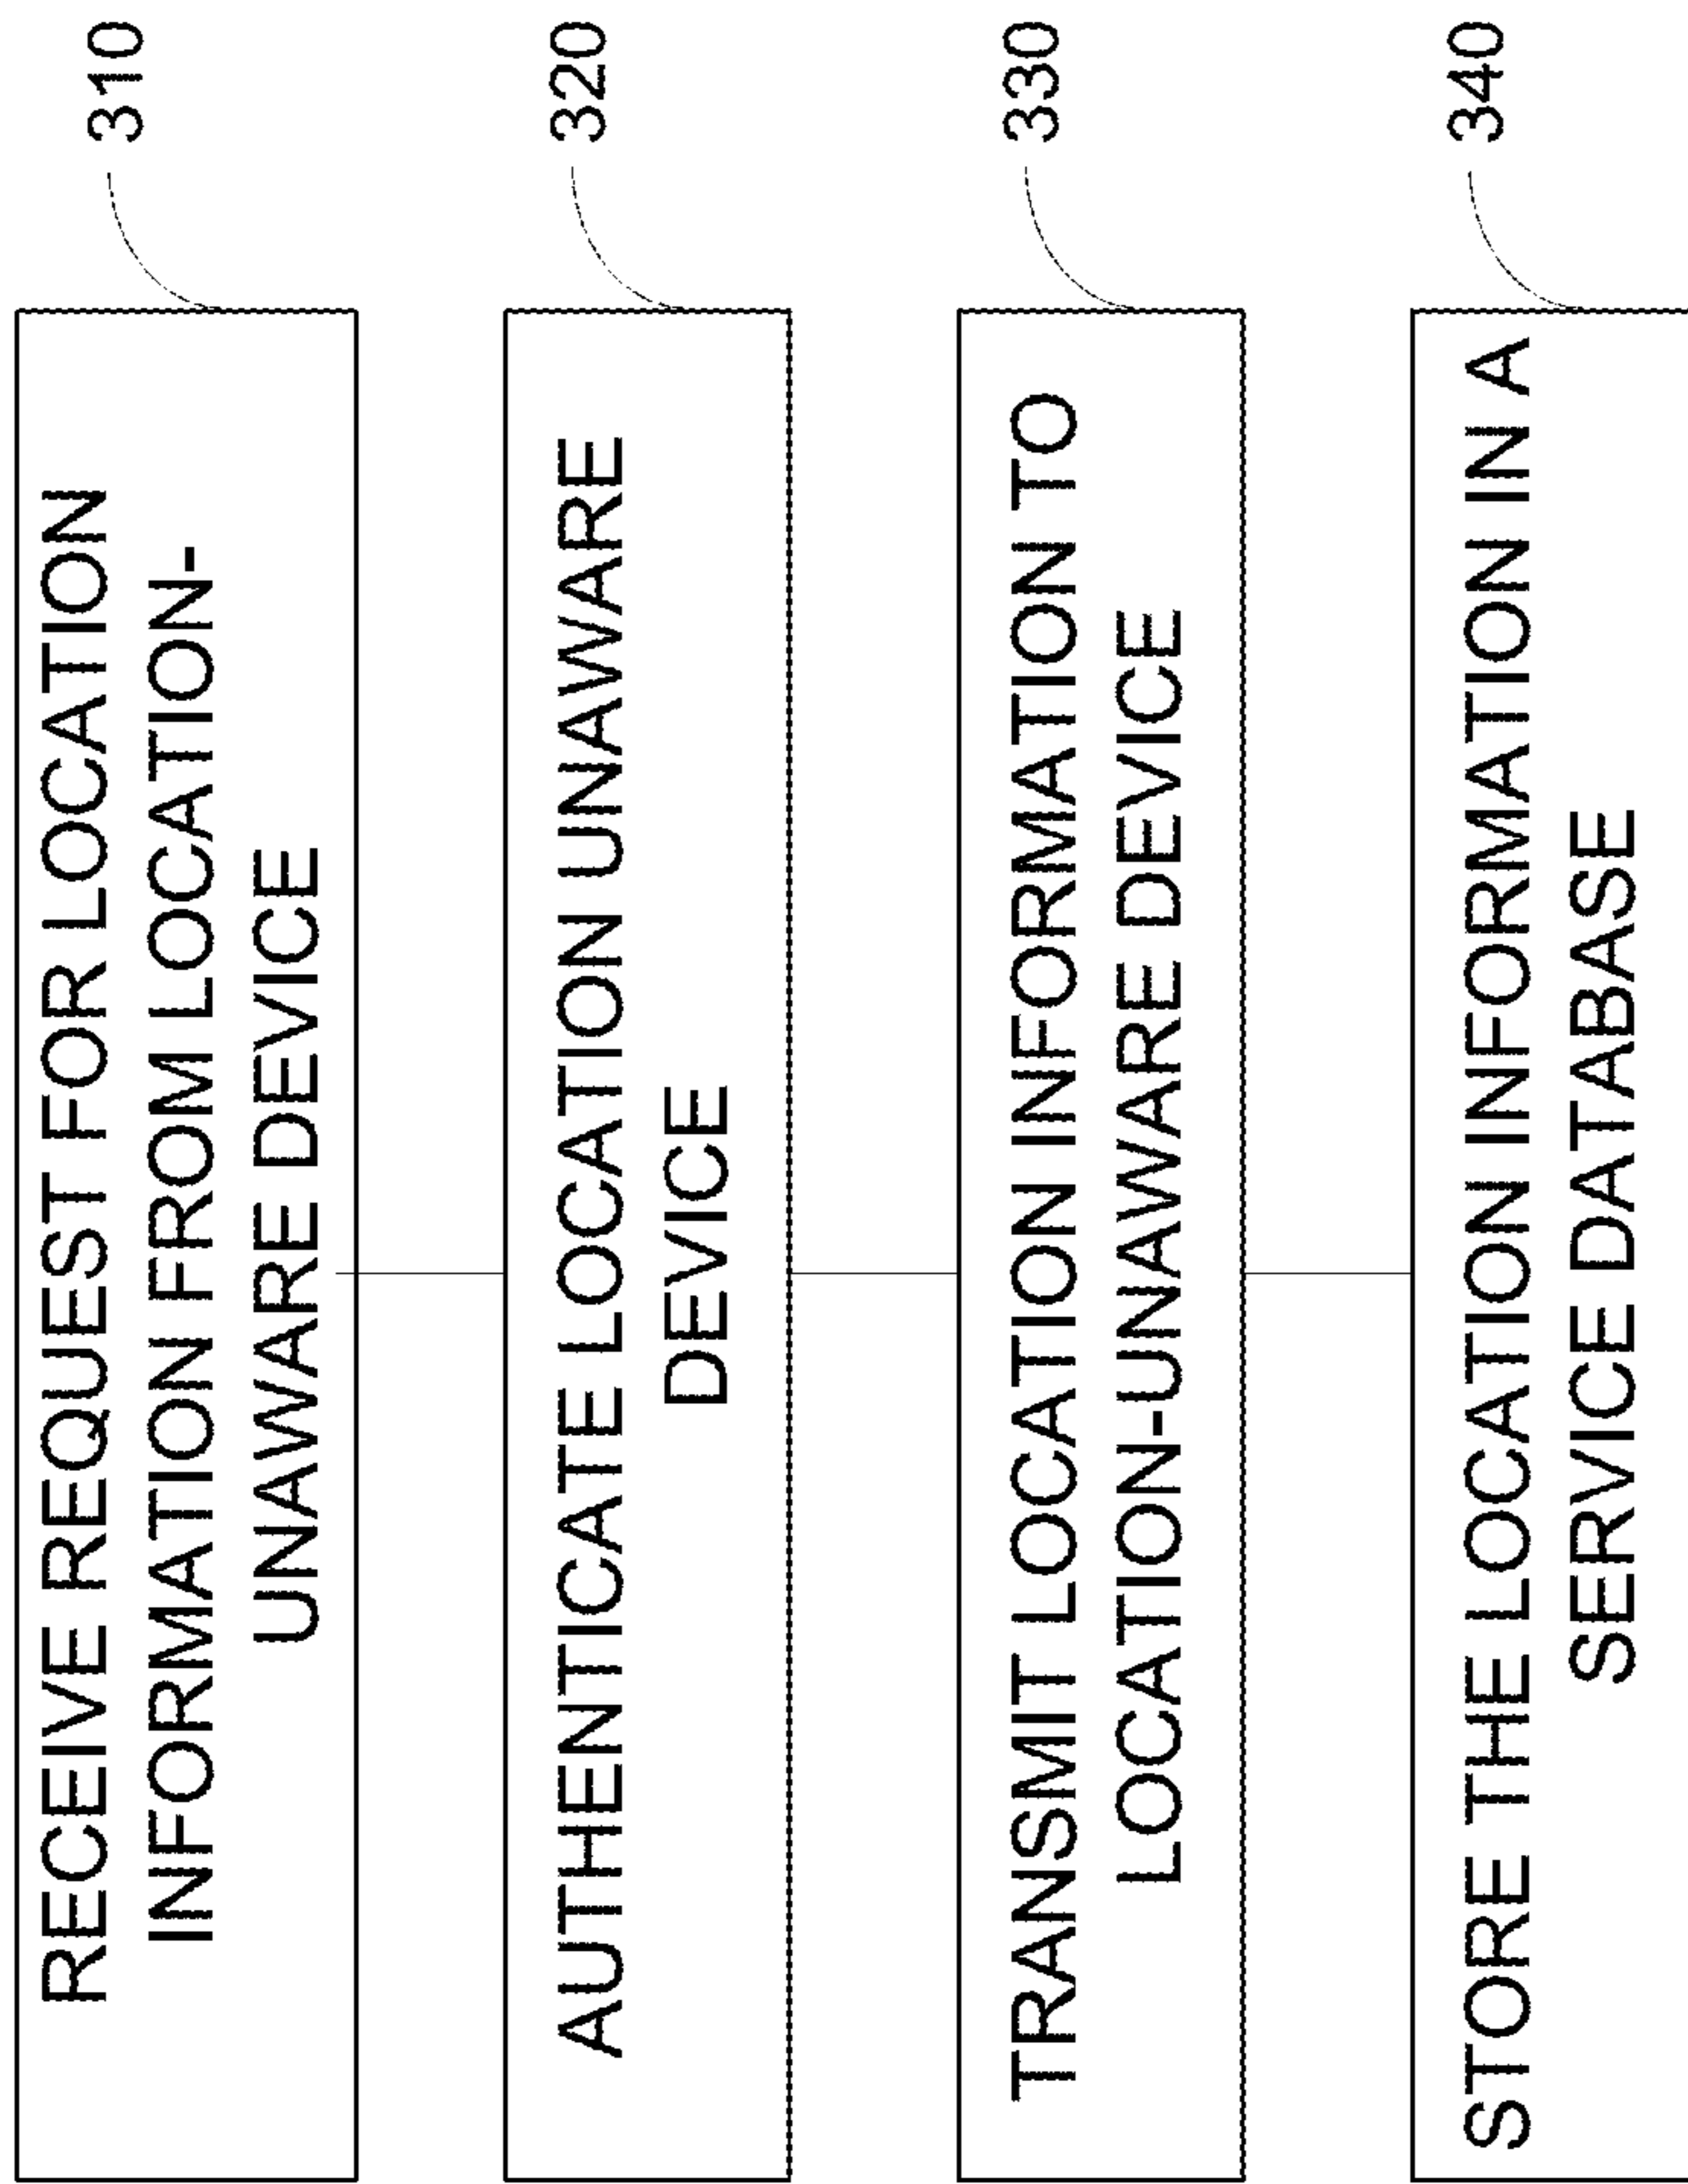 RECEIVE REQUEST FOR LOCATION
INFORMATION FROM LOCATION-
UNAWARE DEVICE
310
AUTHENTICATE LOCATION UNAWARE
DEVICE
320
TRANSMIT LOCATION INFORMATION TO
LOCATION-UNAWARE DEVICE
330
STORE THE LOCATION INFORMATION IN A
SERVICE DATABASE
340